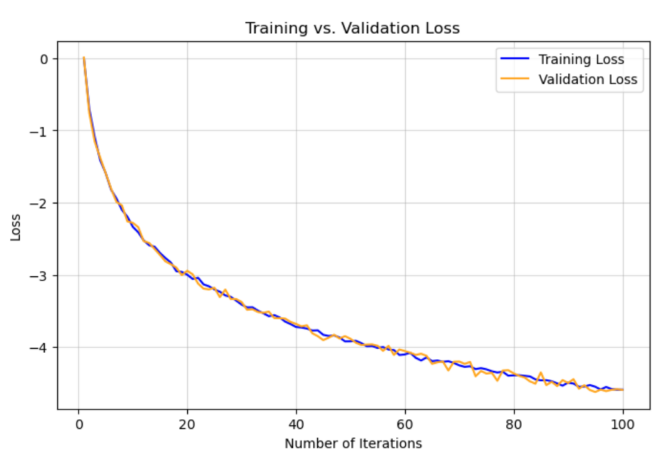 Training vs. Validation Loss
Training Loss
Validation Loss
0
−1
−2
−3
−4
Loss
0 20 40 60 80 100
Number of Iterations